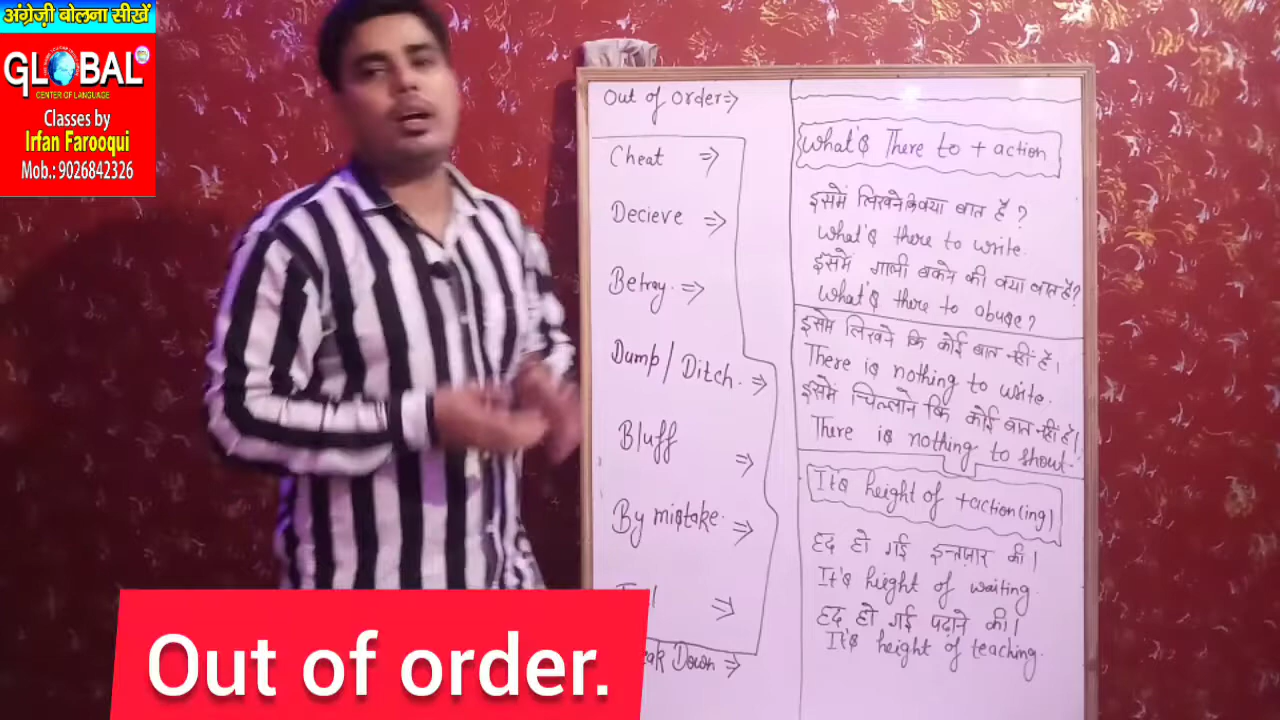 अंग्रेज़ी बोलना सीखें
GLOBAL
CENTER OF LANGUAGE
Classes by
Irfan Farooqui
Mob.: 9026842326
Out of order⇒
Cheat ⇒
Decieve ⇒
Betray. ⇒
Dump/Ditch. ⇒
Bluff ⇒
By mistake. ⇒
⇒
Down ⇒
What's There to + action
इसमें लिखने कि क्या बात है ?
What's there to write.
इसमें गाली बकने की क्या बात है?
What's there to abuse?
इसमें लिखने कि कोई बात नहीं है।
There is nothing to write.
इसमें चिल्लाने कि कोई बात नहीं है।
There is nothing to shout.
It's height of +action(ing)
हद हो गई इन्तज़ार की।
It's height of waiting.
हद हो गई पढ़ाने की।
It's height of teaching.
Out of order.